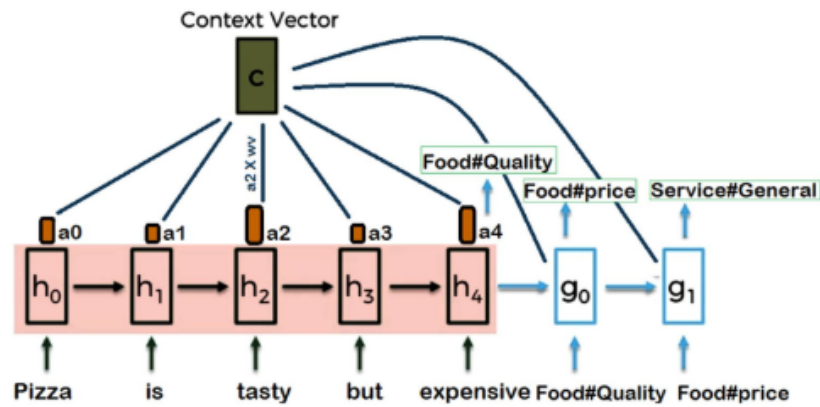 Context Vector
C
a2 X wv
Food#Quality
Food#price
Service#General
a0
a1
a2
a3
a4
h0
h1
h2
h3
h4
g0
g1
Pizza
is
tasty
but
expensive
Food#Quality
Food#price